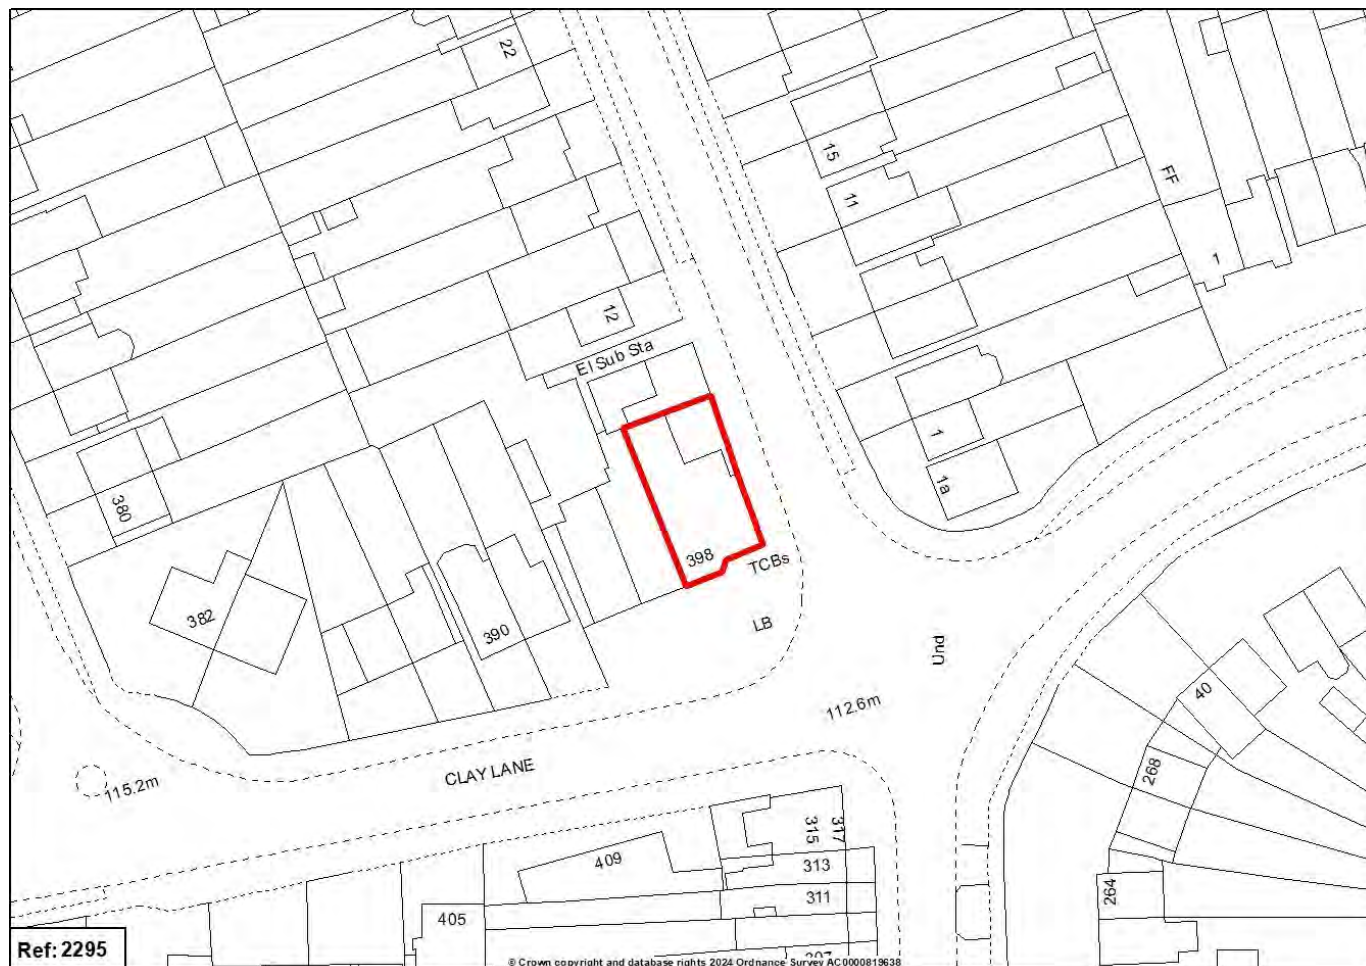 22
15
11
FF
1
12
El Sub Sta
1
1a
380
398
TCBs
382
390
LB
Und
40
112.6m
268
CLAY LANE
115.2m
315
317
409
313
264
311
405
307
Ref: 2295
© Crown copyright and database rights 2024 Ordnance Survey AC0000819638